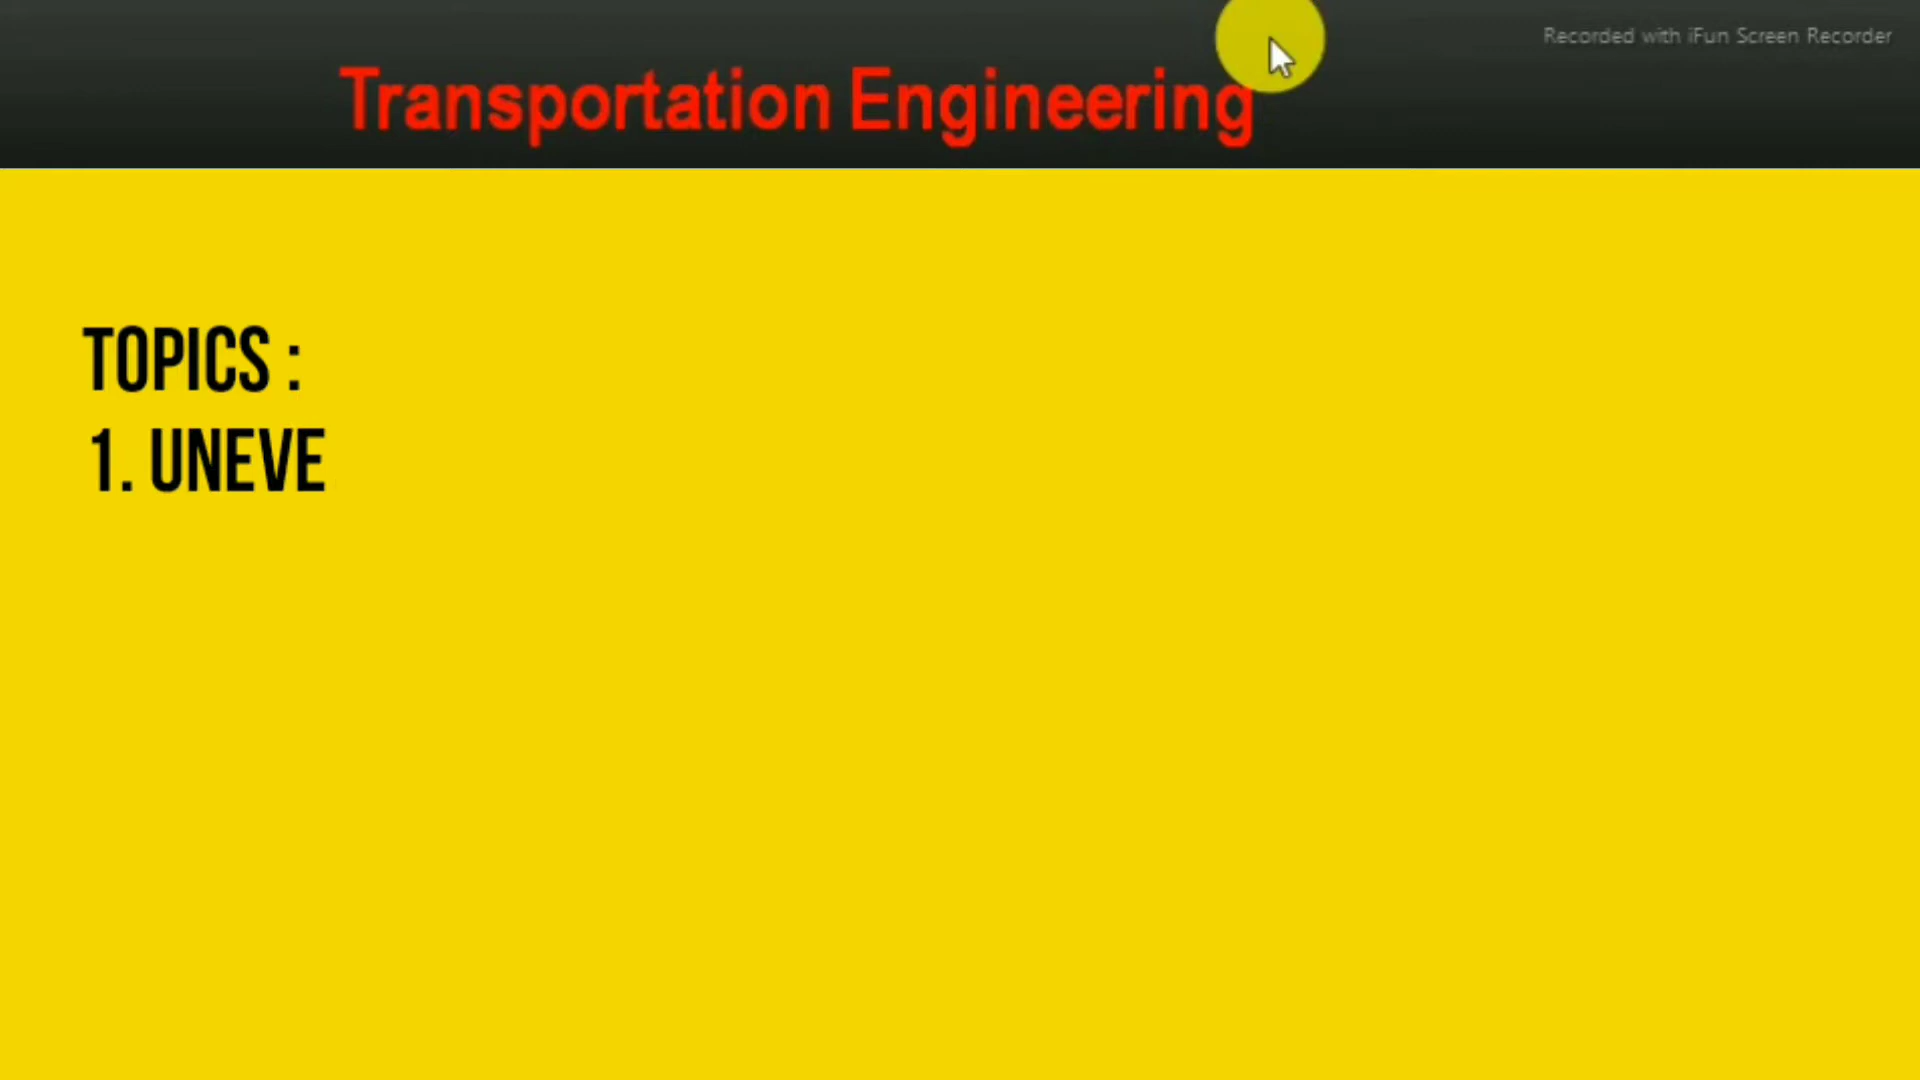 Recorded with iFun Screen Recorder
Transportation Engineering
TOPICS :
1. UNEVE